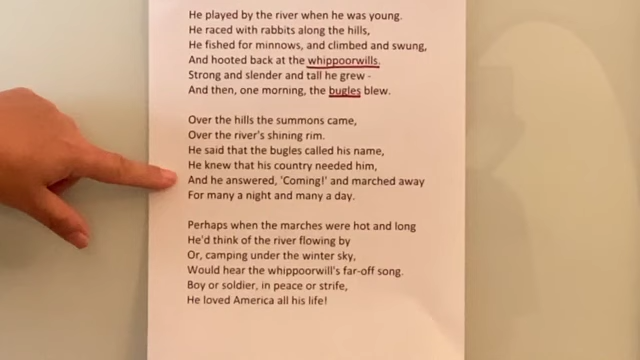 He played by the river when he was young.
He raced with rabbits along the hills,
He fished for minnows, and climbed and swung,
And hooted back at the whippoorwills.
Strong and slender and tall he grew -
And then, one morning, the bugles blew.
Over the hills the summons came,
Over the river's shining rim.
He said that the bugles called his name,
He knew that his country needed him,
And he answered, 'Coming!' and marched away
For many a night and many a day.
Perhaps when the marches were hot and long
He'd think of the river flowing by
Or, camping under the winter sky,
Would hear the whippoorwill's far-off song.
Boy or soldier, in peace or strife,
He loved America all his life!